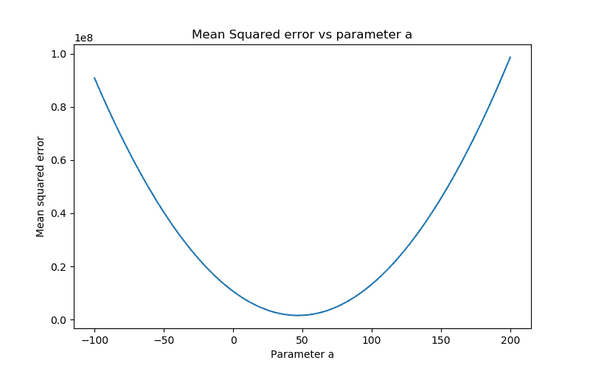 Mean Squared error vs parameter a
1e8
1.0
0.8
0.6
0.4
0.2
0.0
Mean squared error
−100 −50 0 50 100 150 200
Parameter a